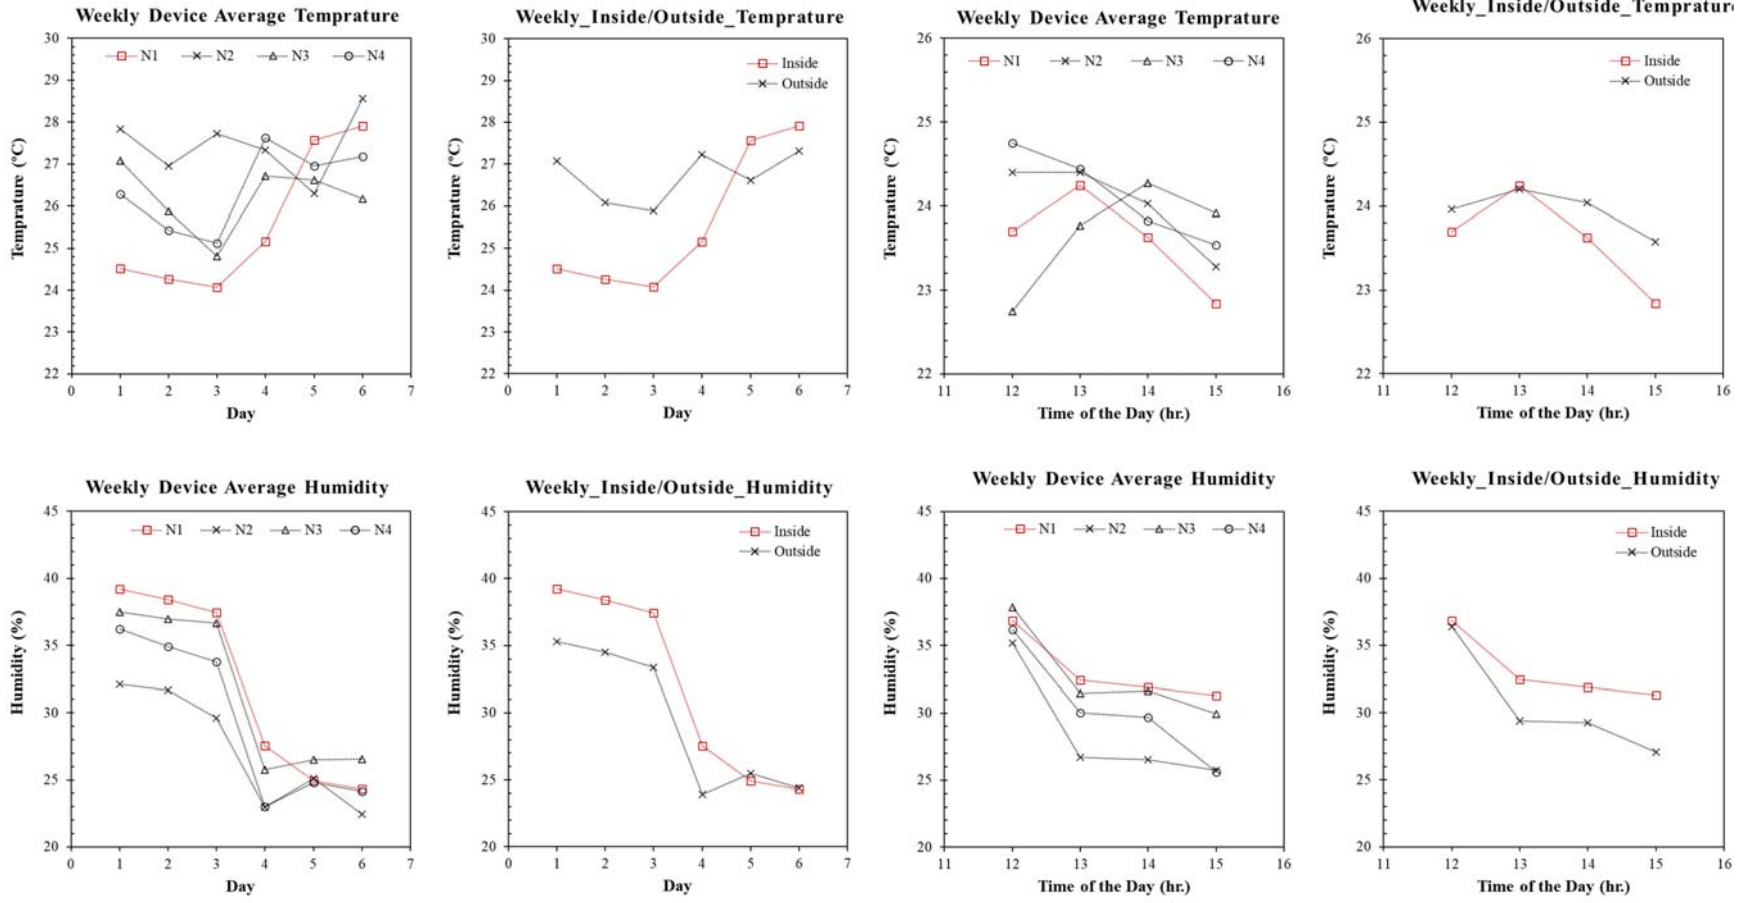 Weekly Device Average Temprature
30
29
28
27
26
25
24
23
22
N1 N2 N3 N4
Temprature (°C)
0 1 2 3 4 5 6 7
Day
Weekly_Inside/Outside_Temprature
30
29
28
27
26
25
24
23
22
Inside
Outside
Temprature (°C)
0 1 2 3 4 5 6 7
Day
Weekly Device Average Temprature
26
25
24
23
22
N1 N2 N3 N4
Temprature (°C)
11 12 13 14 15 16
Time of the Day (hr.)
Weekly_Inside/Outside_Temprature
26
25
24
23
22
Inside
Outside
Temprature (°C)
11 12 13 14 15 16
Time of the Day (hr.)
Weekly Device Average Humidity
45
40
35
30
25
20
N1 N2 N3 N4
Humidity (%)
0 1 2 3 4 5 6 7
Day
Weekly_Inside/Outside_Humidity
45
40
35
30
25
20
Inside
Outside
Humidity (%)
0 1 2 3 4 5 6 7
Day
Weekly Device Average Humidity
45
40
35
30
25
20
N1 N2 N3 N4
Humidity (%)
11 12 13 14 15 16
Time of the Day (hr.)
Weekly_Inside/Outside_Humidity
45
40
35
30
25
20
Inside
Outside
Humidity (%)
11 12 13 14 15 16
Time of the Day (hr.)